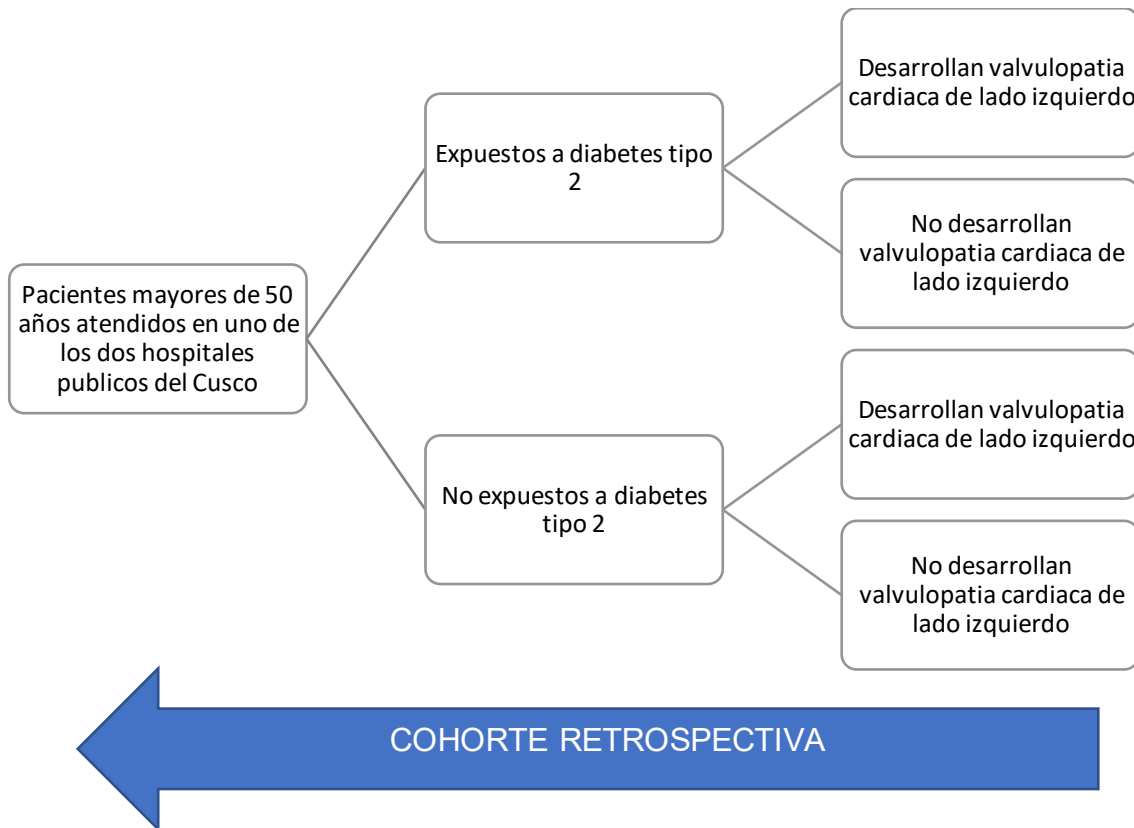 Pacientes mayores de 50
años atendidos en uno de
los dos hospitales
publicos del Cusco
Expuestos a diabetes tipo
2
Desarrollan valvulopatia
cardiaca de lado izquierdo
No desarrollan
valvulopatia cardiaca de
lado izquierdo
No expuestos a diabetes
tipo 2
Desarrollan valvulopatia
cardiaca de lado izquierdo
No desarrollan
valvulopatia cardiaca de
lado izquierdo
COHORTE RETROSPECTIVA